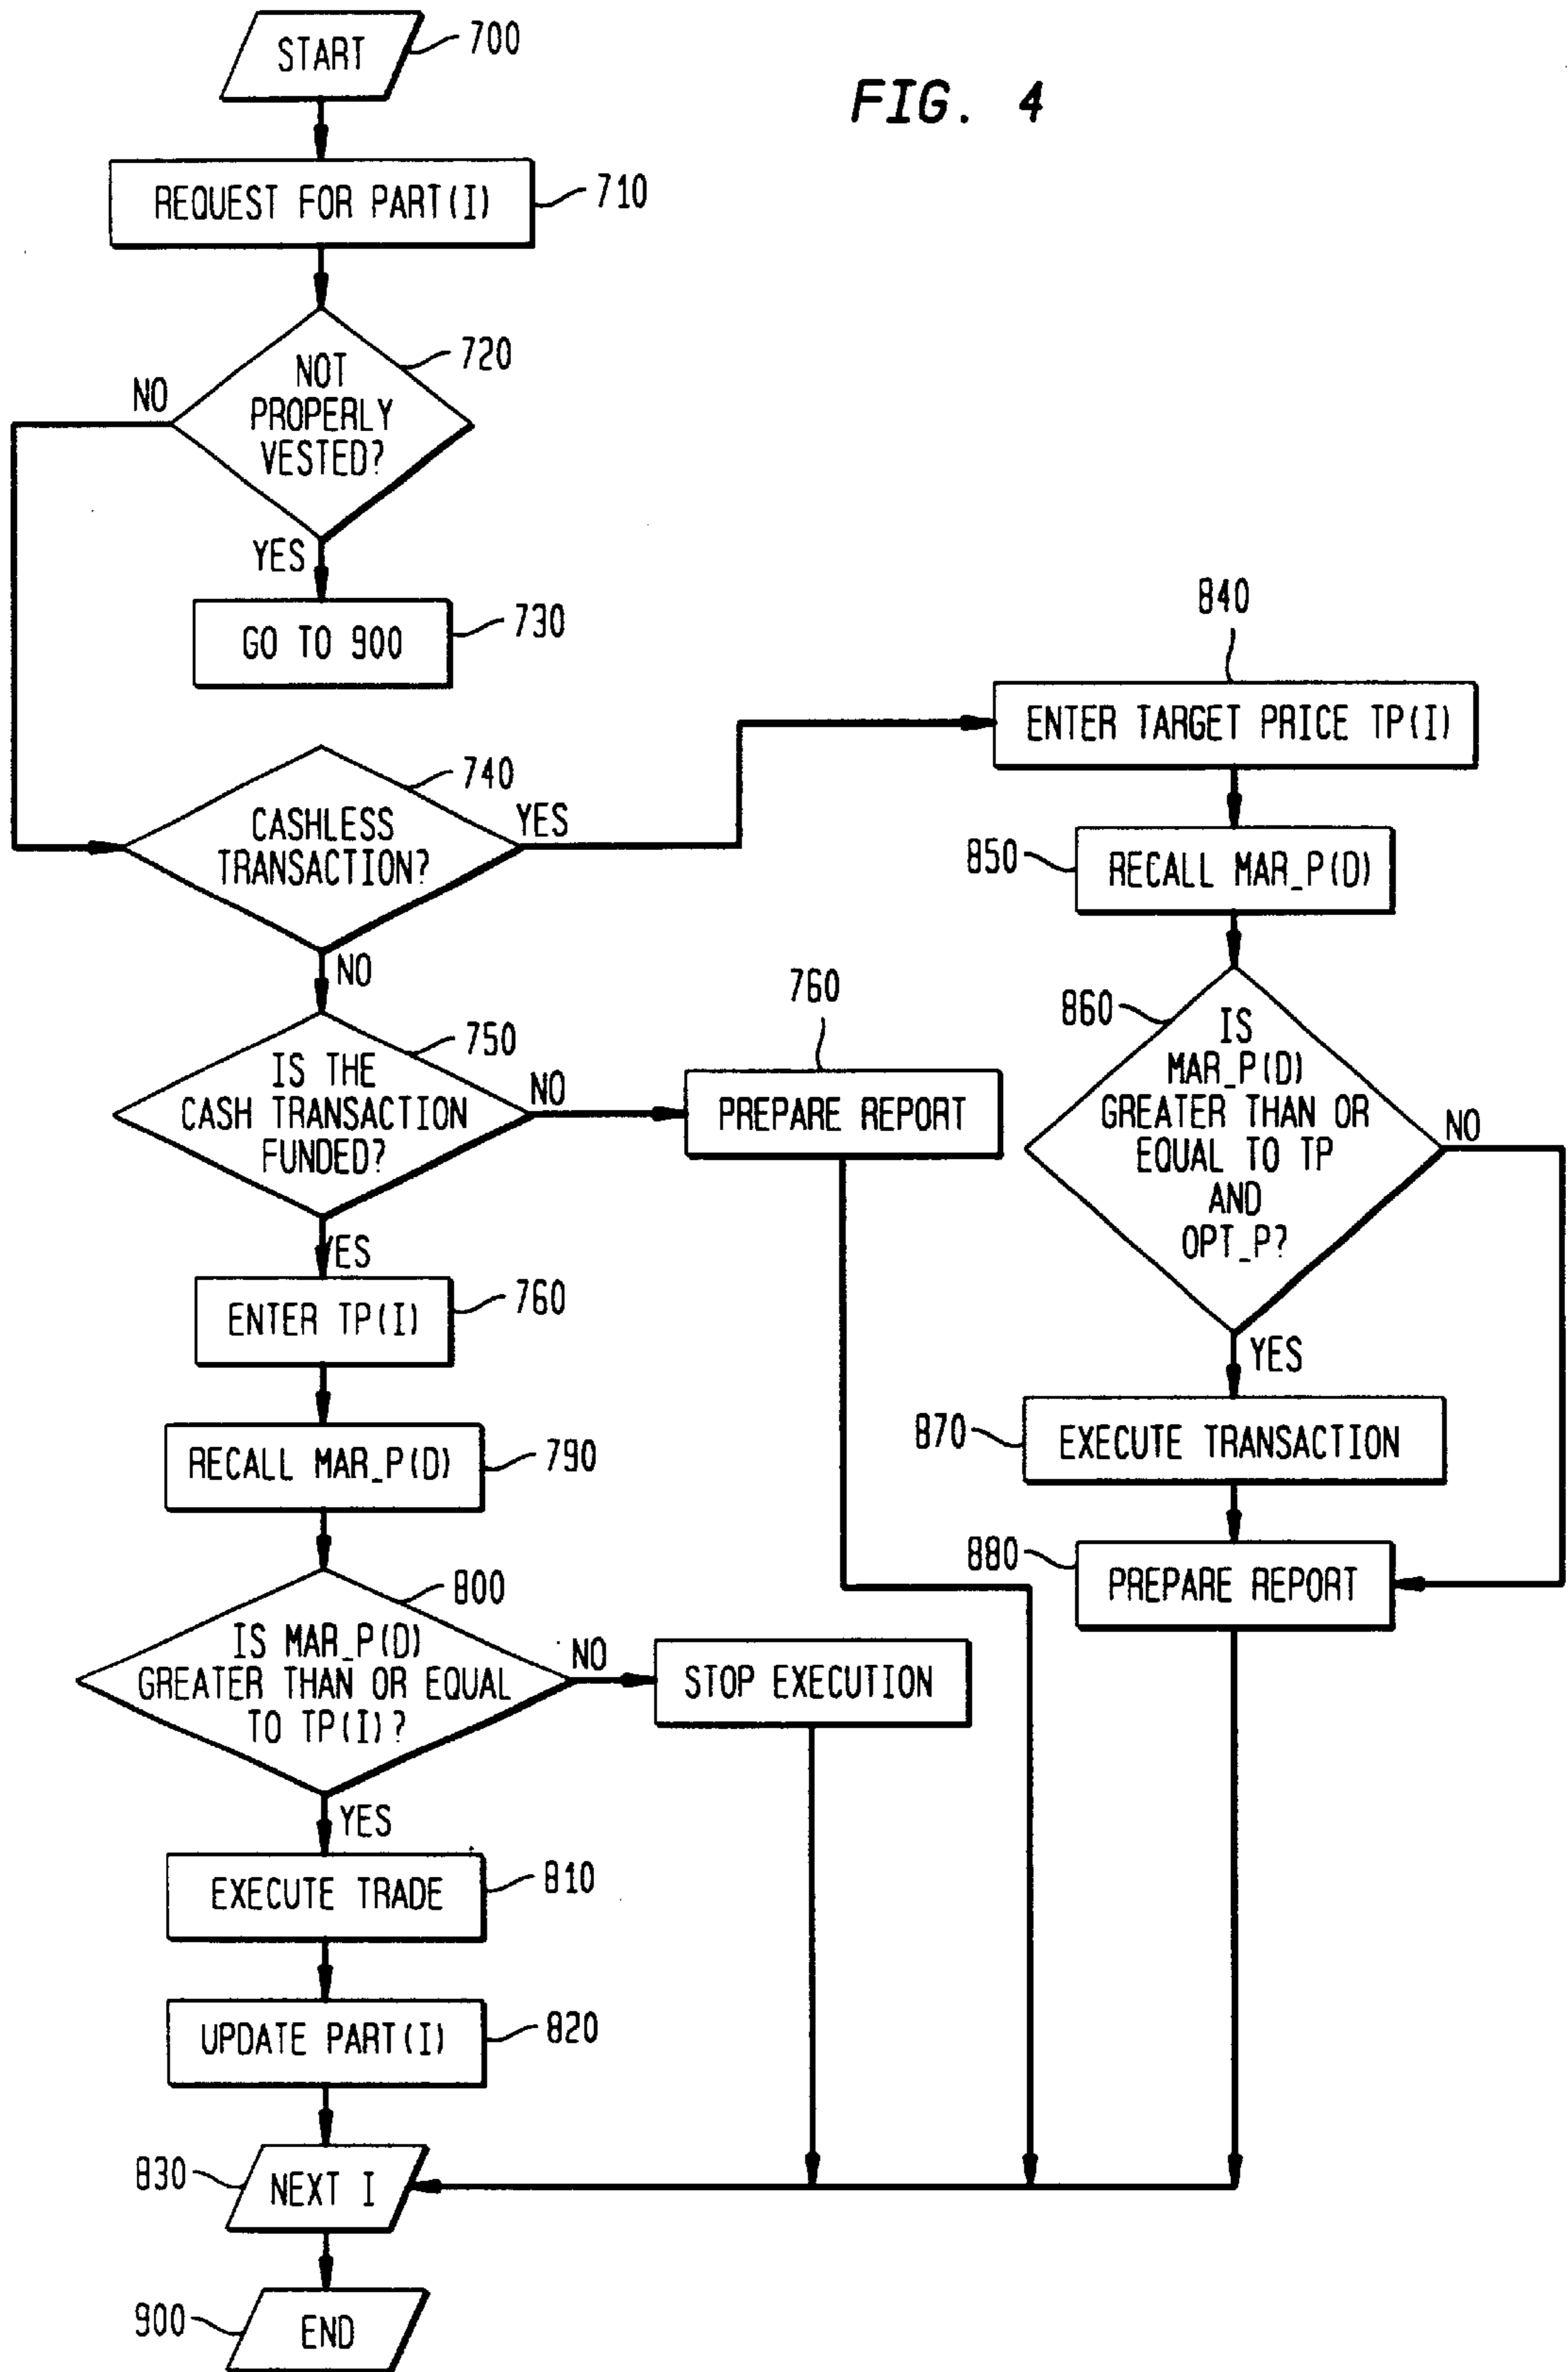 START
700
FIG. 4
REQUEST FOR PART(I)
710
720
NOT
PROPERLY
VESTED?
NO
YES
GO TO 900
730
740
CASHLESS
TRANSACTION?
YES
NO
750
IS THE
CASH TRANSACTION
FUNDED?
NO
760
PREPARE REPORT
YES
ENTER TP(I)
760
RECALL MAR_P(D)
790
800
IS MAR_P(D)
GREATER THAN OR EQUAL
TO TP(I)?
NO
STOP EXECUTION
YES
EXECUTE TRADE
810
UPDATE PART(I)
820
830
NEXT I
900
END
840
ENTER TARGET PRICE TP(I)
850
RECALL MAR_P(D)
860
IS
MAR_P(D)
GREATER THAN OR
EQUAL TO TP
AND
OPT_P?
NO
YES
870
EXECUTE TRANSACTION
880
PREPARE REPORT